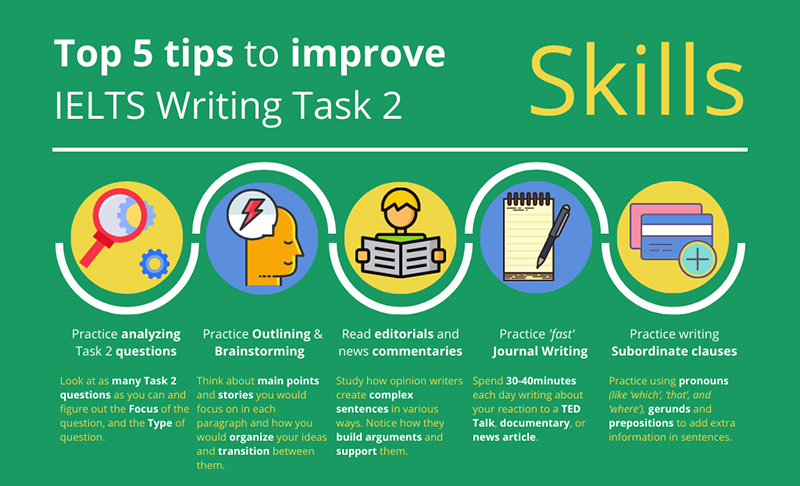 Top 5 tips to improve
IELTS Writing Task 2
Skills
Practice analyzing
Task 2 questions
Look at as many Task 2
questions as you can and
figure out the Focus of the
question, and the Type of
question.
Practice Outlining &
Brainstorming
Think about main points
and stories you would
focus on in each
paragraph and how you
would organize your ideas
and transition between
them.
Read editorials and
news commentaries
Study how opinion writers
create complex
sentences in various
ways. Notice how they
build arguments and
support them.
Practice 'fast'
Journal Writing
Spend 30-40minutes
each day writing about
your reaction to a TED
Talk, documentary, or
news article.
Practice writing
Subordinate clauses
Practice using pronouns
(like 'which', 'that', and
'where'), gerunds and
prepositions to add extra
information in sentences.